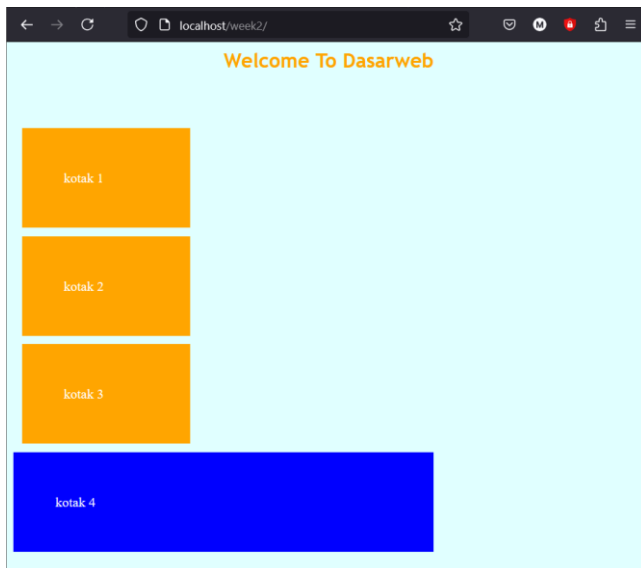 localhost/week2/
M
Welcome To Dasarweb
kotak 1
kotak 2
kotak 3
kotak 4